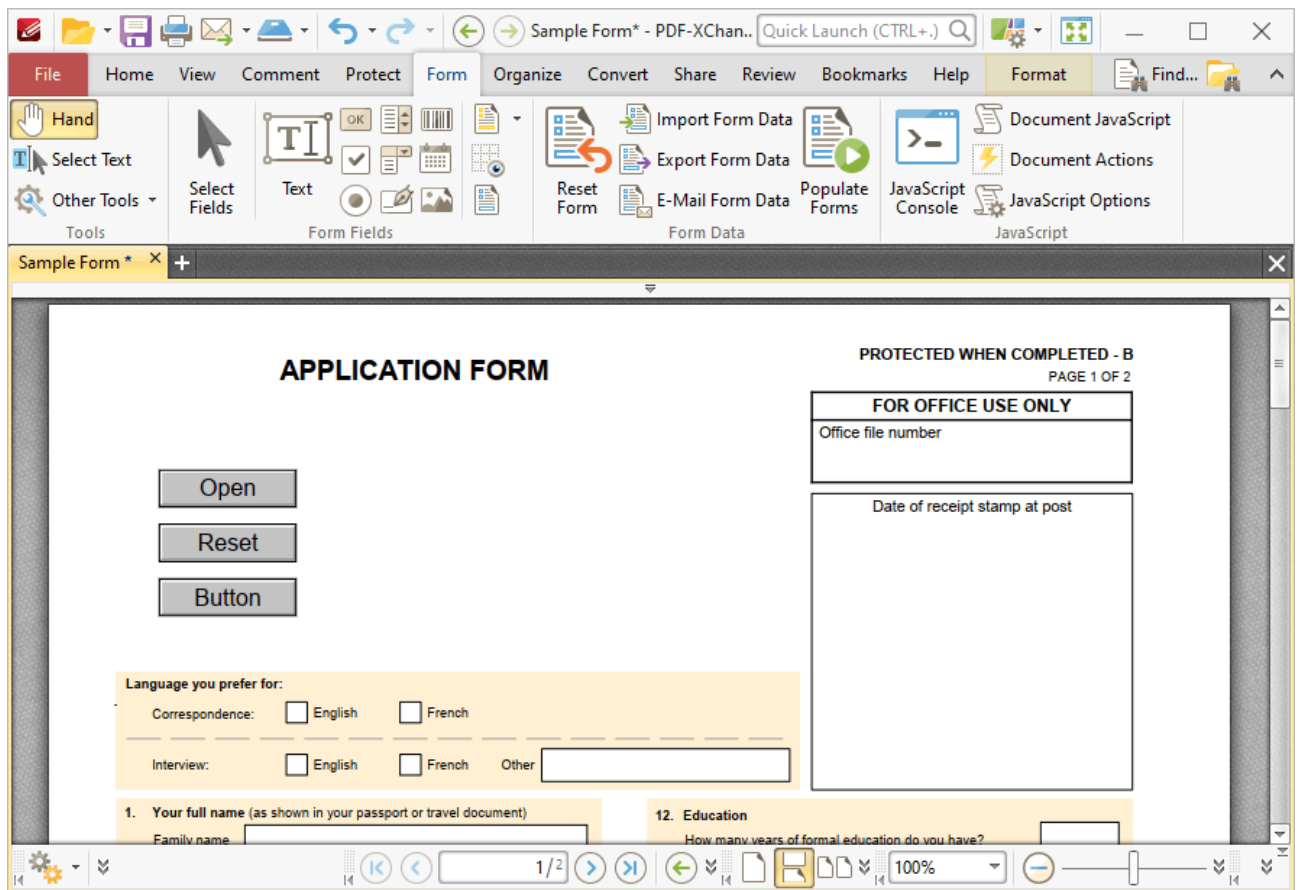 Sample Form* - PDF-XChan.. Quick Launch (CTRL+.)
File Home View Comment Protect Form Organize Convert Share Review Bookmarks Help Format Find...
Hand
Select Text
Other Tools
Tools
Select
Fields
Text
OK
Form Fields
Reset
Form
Import Form Data
Export Form Data
E-Mail Form Data
Populate
Forms
Form Data
JavaScript
Console
Document JavaScript
Document Actions
JavaScript Options
JavaScript
Sample Form *
APPLICATION FORM
PROTECTED WHEN COMPLETED - B
PAGE 1 OF 2
FOR OFFICE USE ONLY
Office file number
Date of receipt stamp at post
Open
Reset
Button
Language you prefer for:
Correspondence: English French
Interview: English French Other
1. Your full name (as shown in your passport or travel document)
Family name
12. Education
How many years of formal education do you have?
1/2
100%